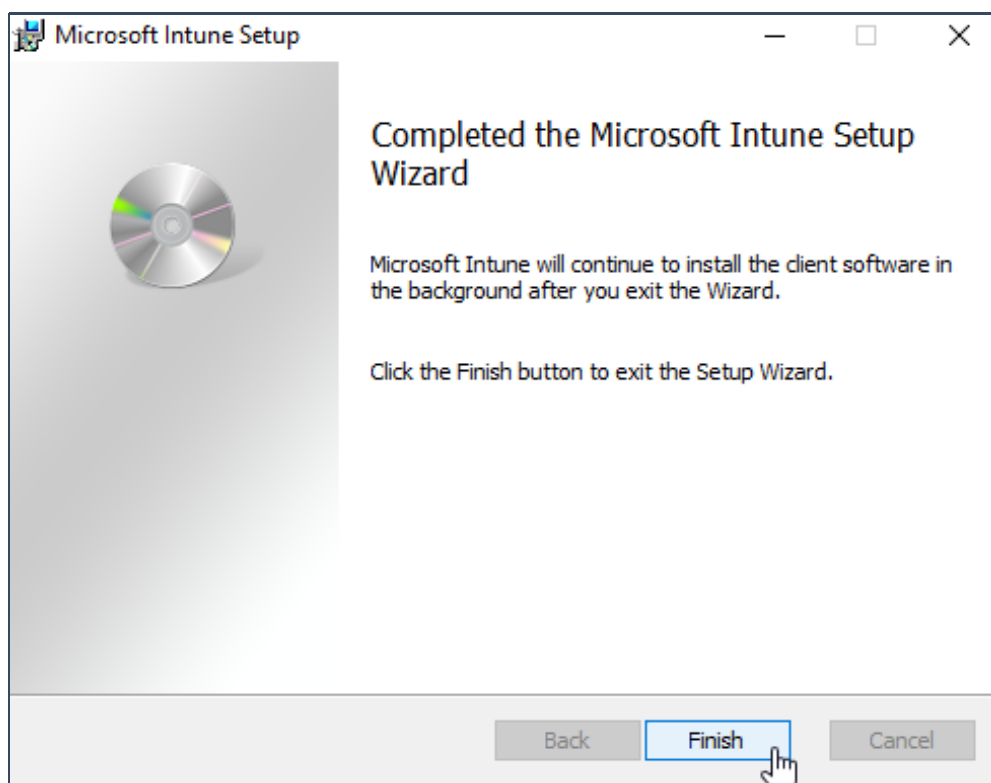 Microsoft Intune Setup
Completed the Microsoft Intune Setup
Wizard
Microsoft Intune will continue to install the client software in
the background after you exit the Wizard.
Click the Finish button to exit the Setup Wizard.
Back Finish Cancel